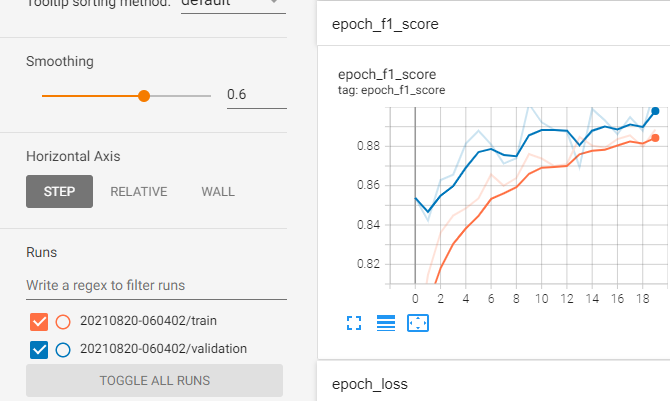 Tooltip sorting method: default
Smoothing
0.6
Horizontal Axis
STEP RELATIVE WALL
Runs
Write a regex to filter runs
20210820-060402/train
20210820-060402/validation
TOGGLE ALL RUNS
epoch_f1_score
epoch_f1_score
tag: epoch_f1_score
0.88
0.86
0.84
0.82
0 2 4 6 8 10 12 14 16 18
epoch_loss